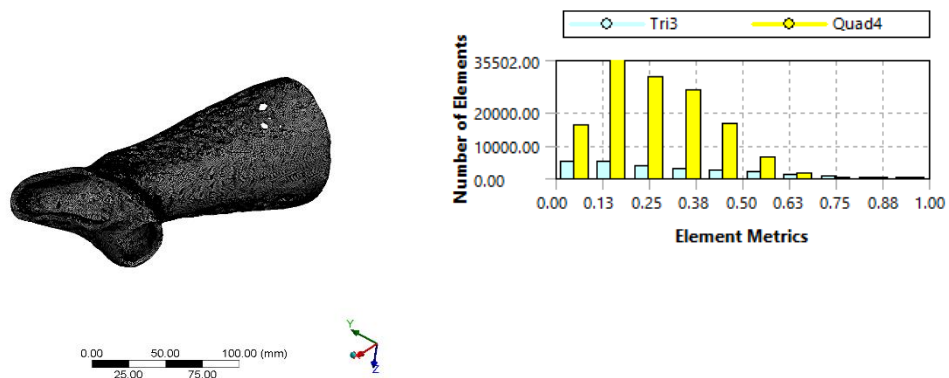 0.00 50.00 100.00 (mm)
25.00 75.00
Y
Z
Tri3 Quad4
Number of Elements
35502.00
20000.00
10000.00
0.00
0.00 0.13 0.25 0.38 0.50 0.63 0.75 0.88 1.00
Element Metrics